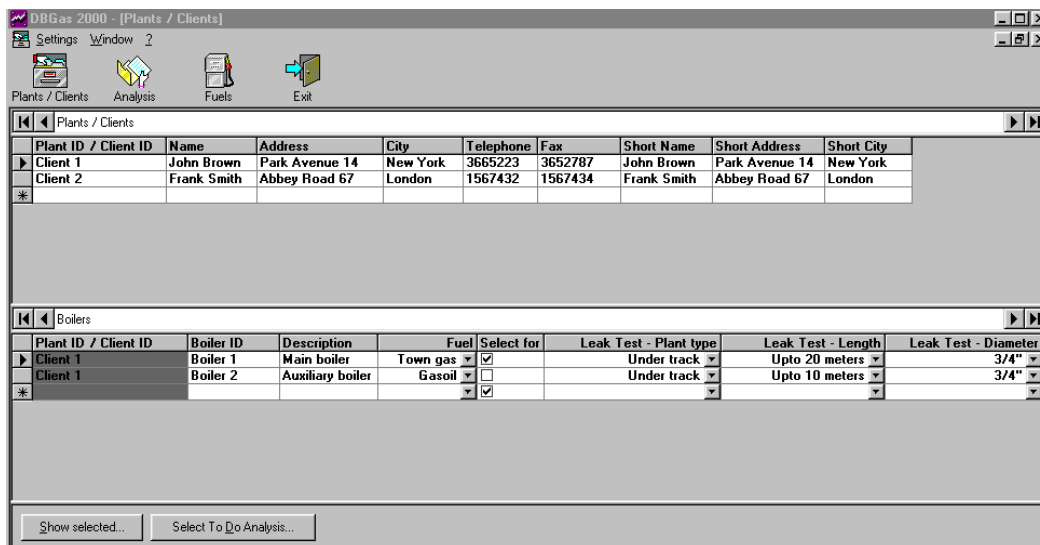 DBGas 2000 - [Plants / Clients]
Settings Window ?
Plants / Clients Analysis Fuels Exit
Plants / Clients
Plant ID / Client ID Name Address City Telephone Fax Short Name Short Address Short City
Client 1 John Brown Park Avenue 14 New York 3665223 3652787 John Brown Park Avenue 14 New York
Client 2 Frank Smith Abbey Road 67 London 1567432 1567434 Frank Smith Abbey Road 67 London
Boilers
Plant ID / Client ID Boiler ID Description Fuel Select for Leak Test - Plant type Leak Test - Length Leak Test - Diameter
Client 1 Boiler 1 Main boiler Town gas Under track Upto 20 meters 3/4"
Client 1 Boiler 2 Auxiliary boiler Gasoil Under track Upto 10 meters 3/4"
Show selected... Select To Do Analysis...